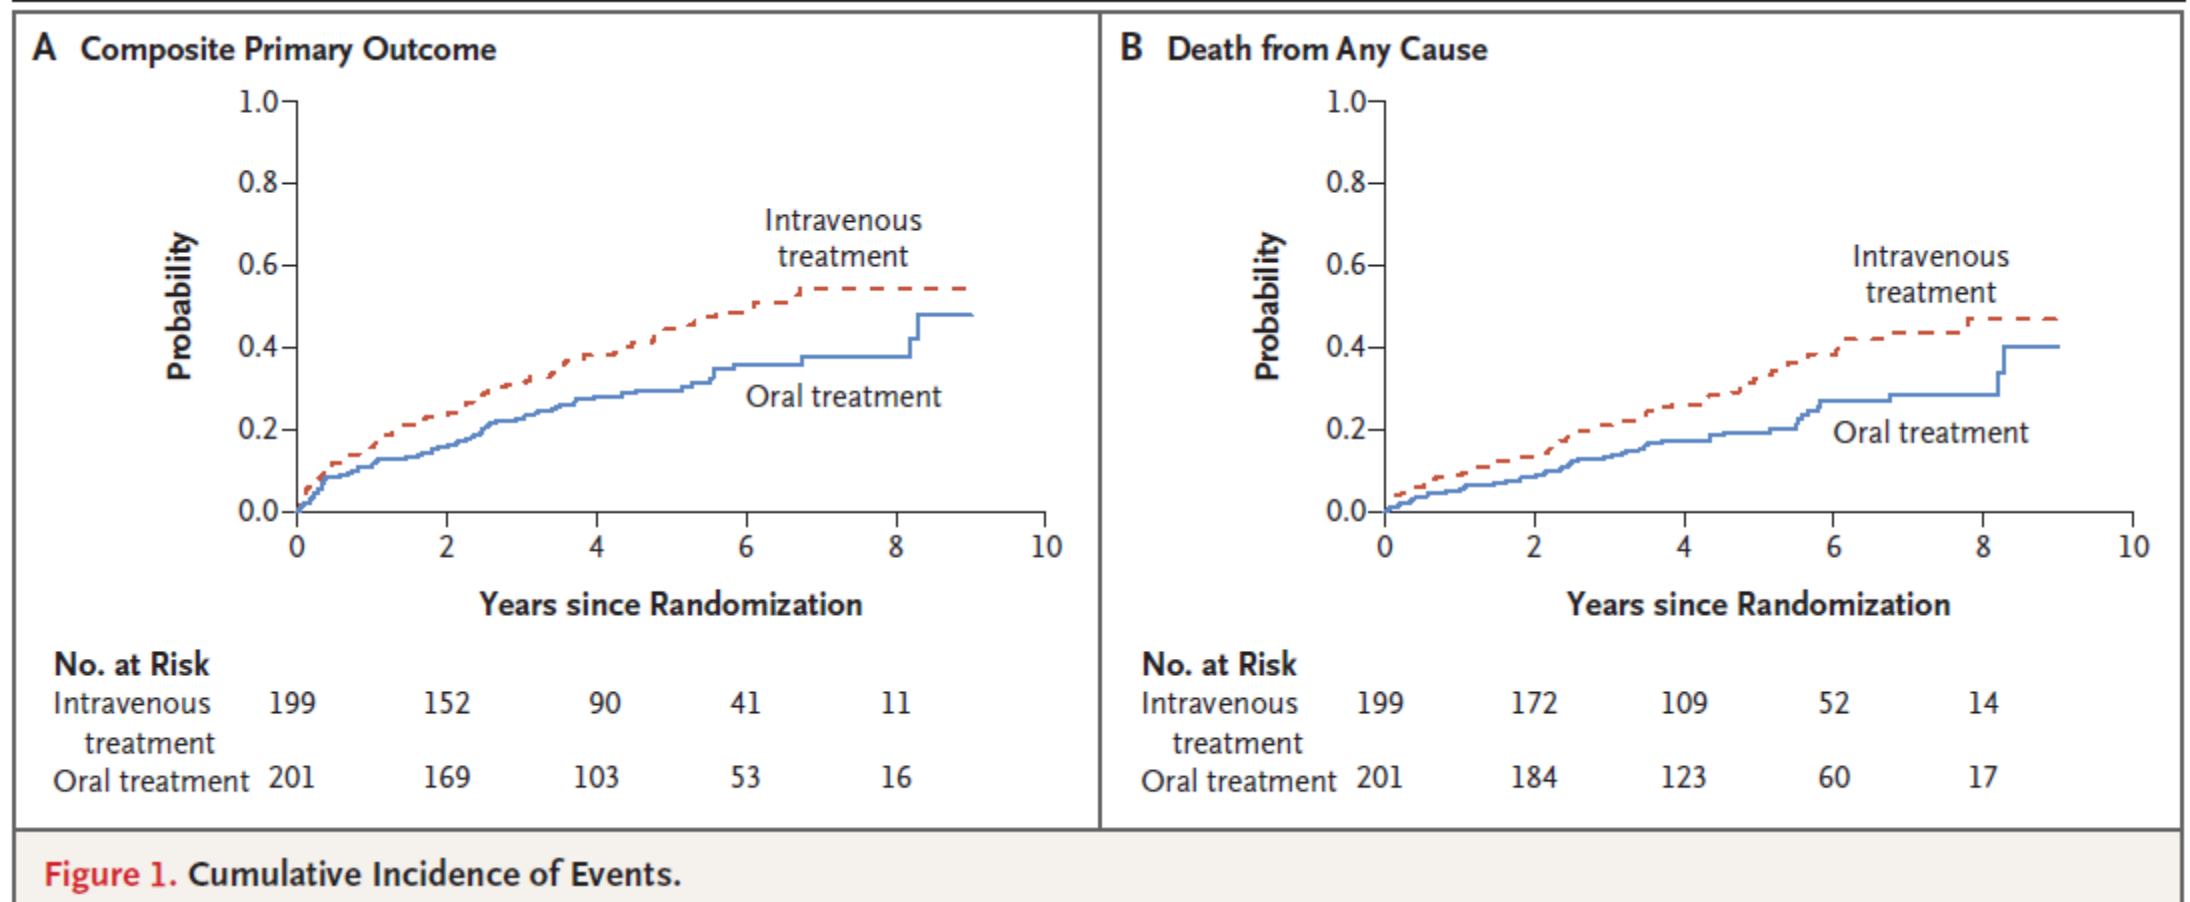 A Composite Primary Outcome
1.0
0.8
0.6
0.4
0.2
0.0
Probability
Intravenous
treatment
Oral treatment
0 2 4 6 8 10
Years since Randomization
No. at Risk
Intravenous 199 152 90 41 11
treatment
Oral treatment 201 169 103 53 16
B Death from Any Cause
1.0
0.8
0.6
0.4
0.2
0.0
Probability
Intravenous
treatment
Oral treatment
0 2 4 6 8 10
Years since Randomization
No. at Risk
Intravenous 199 172 109 52 14
treatment
Oral treatment 201 184 123 60 17
Figure 1. Cumulative Incidence of Events.